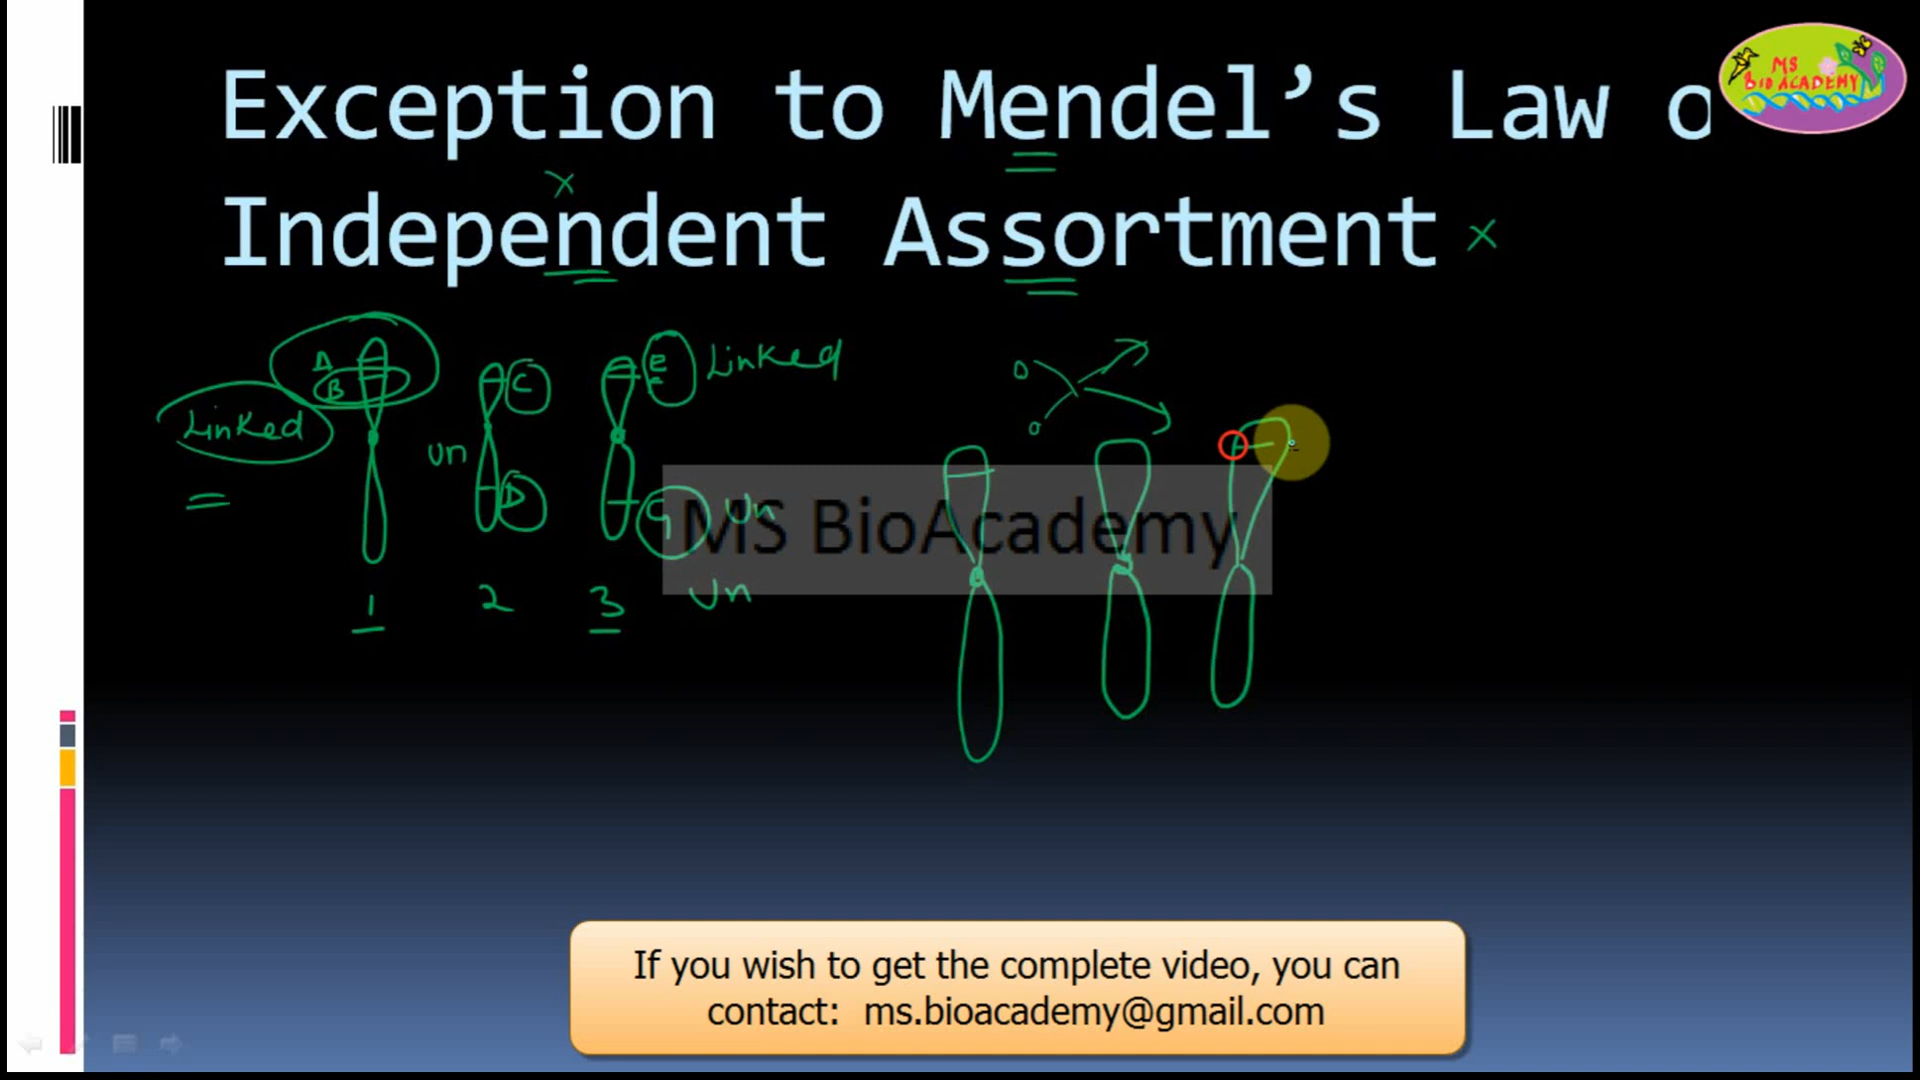 Exception to Mendel's Law o
MS
BIO ACADEMY
x
Independent Assortment x
A
B
C
E
Linked
Linked
un
D
G
un
MS BioAcademy
1
2
3
un
If you wish to get the complete video, you can
contact: ms.bioacademy@gmail.com